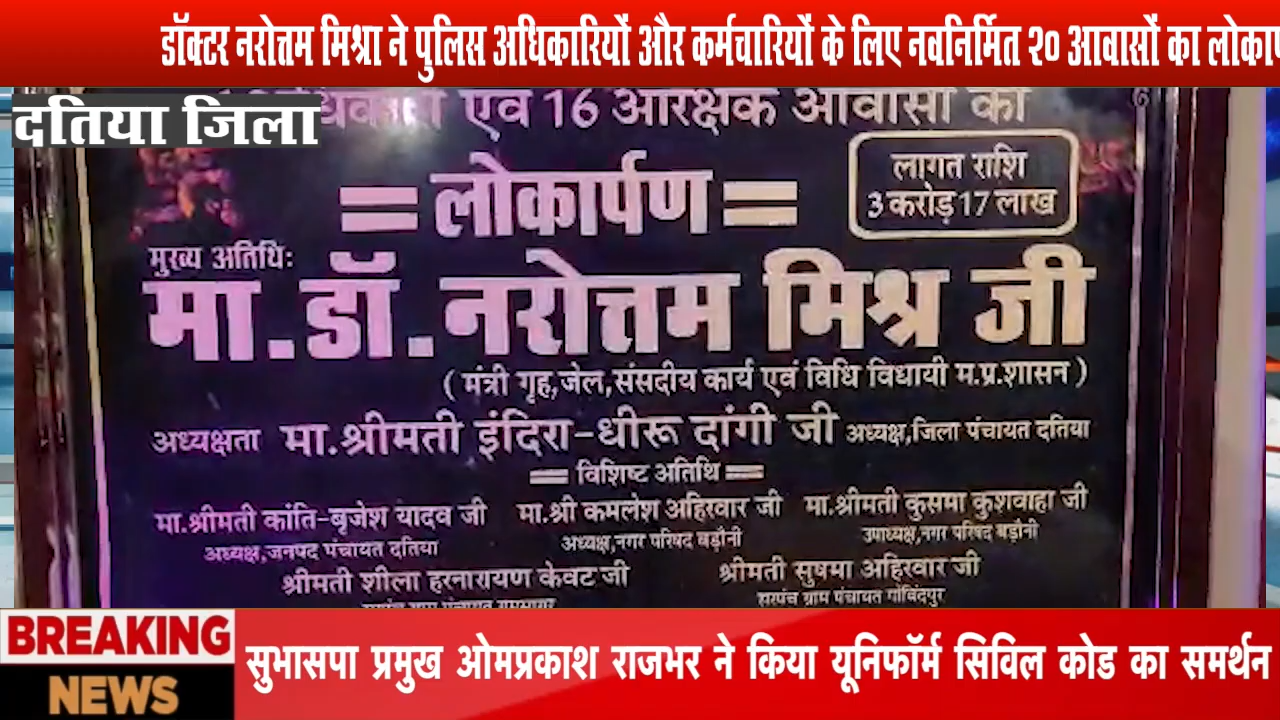 डॉक्टर नरोत्तम मिश्रा ने पुलिस अधिकारियों और कर्मचारियों के लिए नवनिर्मित २० आवासों का
दतिया जिला
एवं 16 आरक्षक आवासों का
लोकार्पण
लागत राशि
3 करोड़ 17 लाख
मुख्य अतिथि:
मा.डॉ.नरोत्तम मिश्र जी
( मंत्री गृह,जेल,संसदीय कार्य एवं विधि विधायी म.प्र.शासन )
अध्यक्षता मा.श्रीमती इंदिरा-धीरू दांगी जी अध्यक्ष,जिला पंचायत दतिया
विशिष्ट अतिथि
मा.श्रीमती कांति-बृजेश यादव जी मा.श्री कमलेश अहिरवार जी मा.श्रीमती कुसमा कुशवाहा जी
अध्यक्ष,जनपद पंचायत दतिया अध्यक्ष,नगर परिषद बड़ौनी उपाध्यक्ष,नगर परिषद बड़ौनी
श्रीमती शीला हरनारायण केवट जी श्रीमती सुषमा अहिरवार जी
सरपंच ग्राम पंचायत गोविंदपुर
BREAKING
NEWS
सुभासपा प्रमुख ओमप्रकाश राजभर ने किया यूनिफॉर्म सिविल कोड का समर्थन